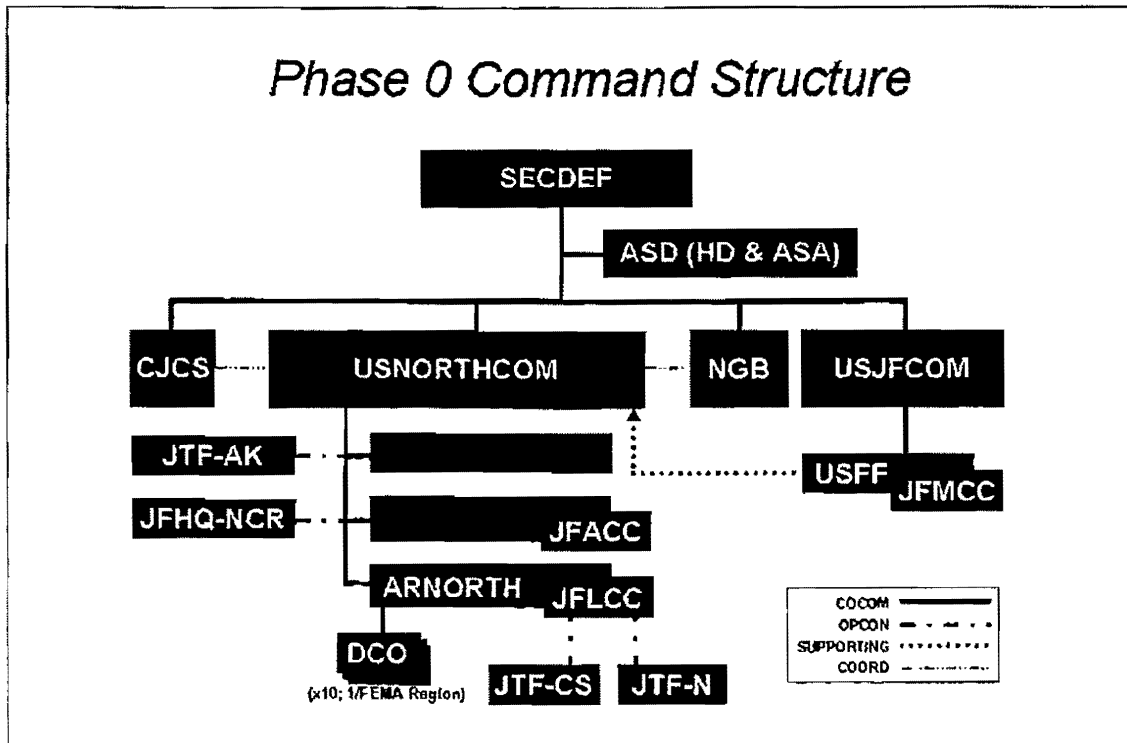 Phase 0 Command Structure
SECDEF
ASD (HD & ASA)
CJCS
USNORTHCOM
NGB
USJFCOM
JTF-AK
USFF
JFMCC
JFHQ-NCR
JFACC
ARNORTH
JFLCC
DCO
(x10; 1/FEMA Region)
JTF-CS
JTF-N
COCOM
OPCON
SUPPORTING
COORD